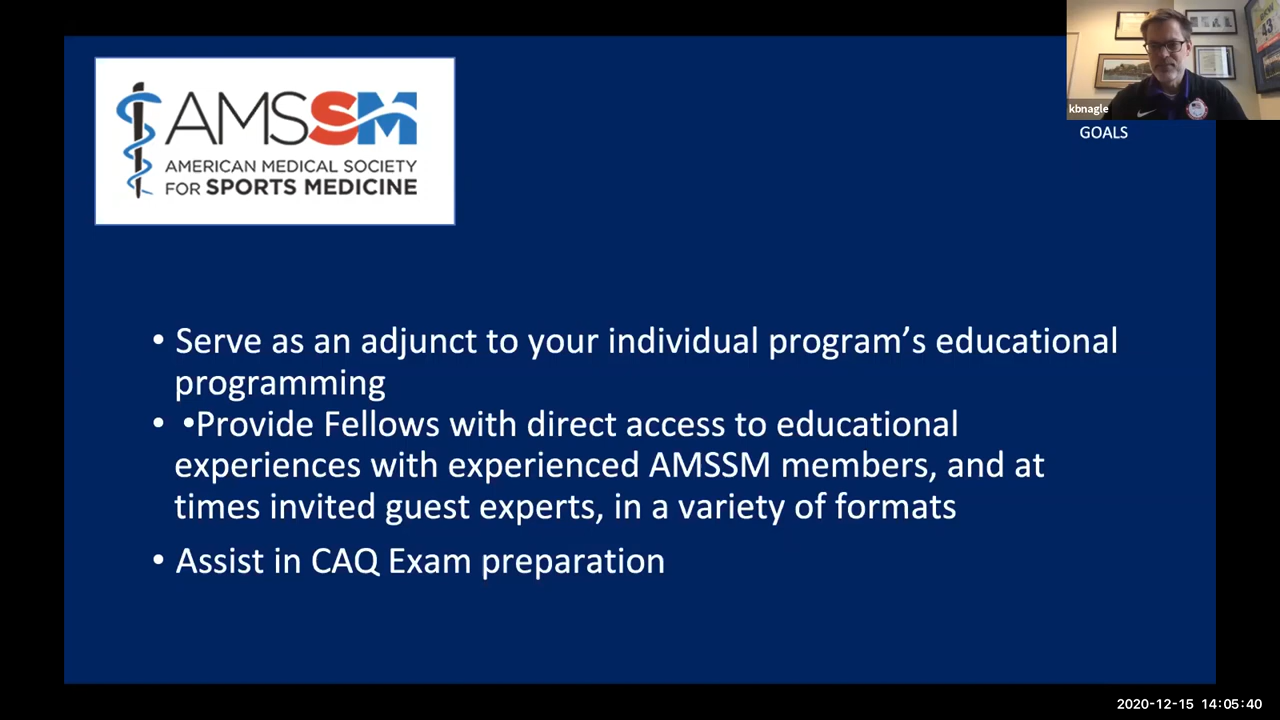 AMSSM
AMERICAN MEDICAL SOCIETY
FOR SPORTS MEDICINE
43
kbnagle
GOALS
• Serve as an adjunct to your individual program’s educational
programming
• •Provide Fellows with direct access to educational
experiences with experienced AMSSM members, and at
times invited guest experts, in a variety of formats
• Assist in CAQ Exam preparation
2020-12-15 14:05:40